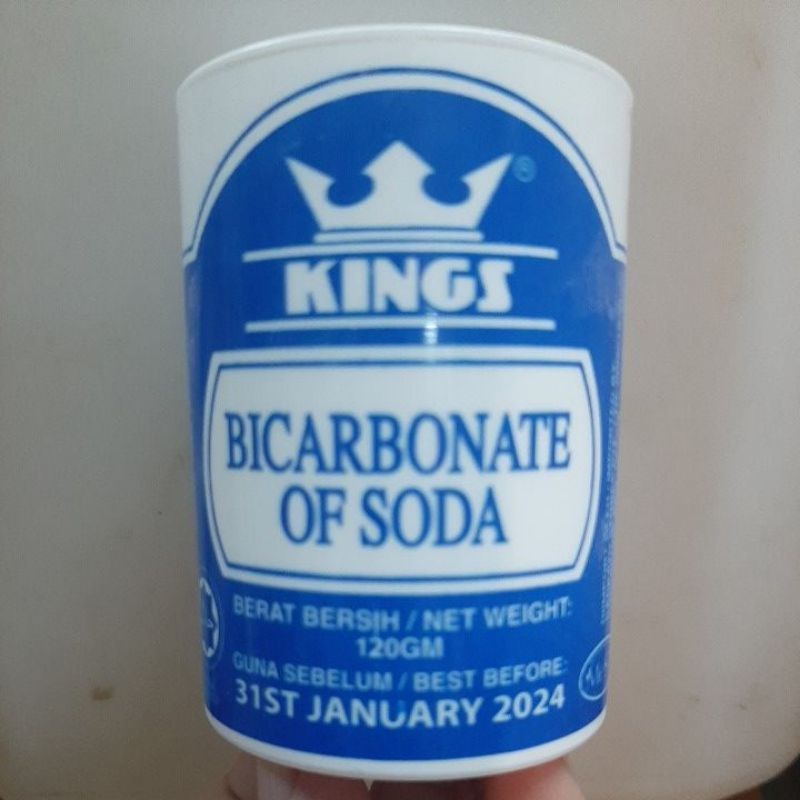 ®
KINGS
BICARBONATE
OF SODA
BERAT BERSIH / NET WEIGHT:
120GM
GUNA SEBELUM / BEST BEFORE:
31ST JANUARY 2024